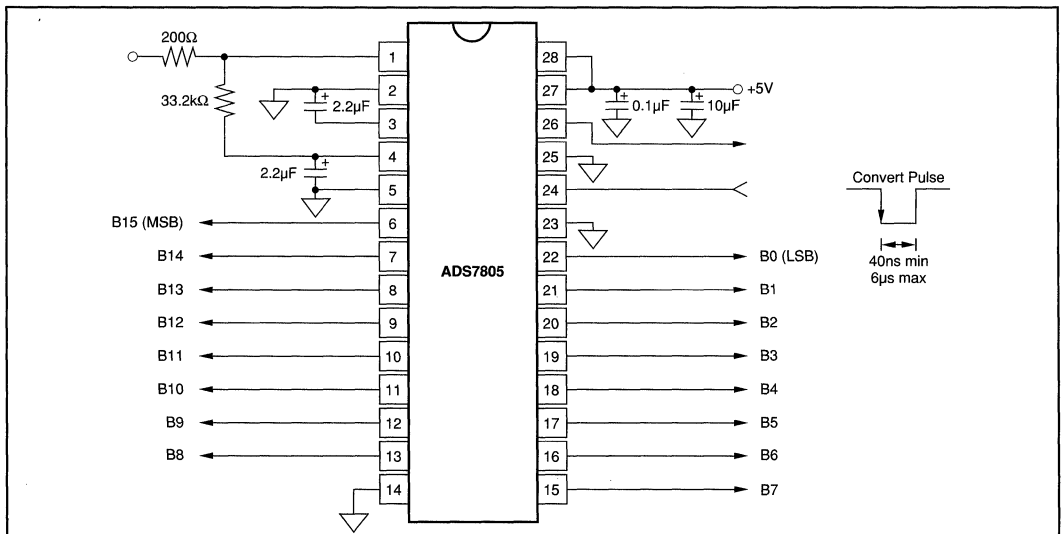 200Ω
33.2kΩ
+
2.2µF
2.2µF
+
B15 (MSB)
B14
B13
B12
B11
B10
B9
B8
1
2
3
4
5
6
7
8
9
10
11
12
13
14
ADS7805
28
27
26
25
24
23
22
21
20
19
18
17
16
15
+
0.1µF
+
10µF
+5V
B0 (LSB)
B1
B2
B3
B4
B5
B6
B7
Convert Pulse
40ns min
6µs max